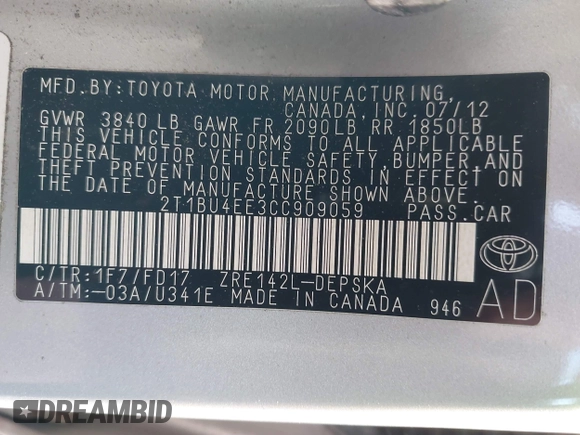 MFD. BY: TOYOTA MOTOR MANUFACTURING,
CANADA, INC. 07/12
GVWR 3840 LB GAWR FR 2090LB RR 1850LB
THIS VEHICLE CONFORMS TO ALL APPLICABLE
FEDERAL MOTOR VEHICLE SAFETY, BUMPER, AND
THEFT PREVENTION STANDARDS IN EFFECT ON
THE DATE OF MANUFACTURE SHOWN ABOVE.
2T1BU4EE3CC909059 PASS.CAR
C/TR:1F7/FD17 ZRE142L-DEPSKA
A/TM:-03A/U341E MADE IN CANADA 946
AD
DREAMBID